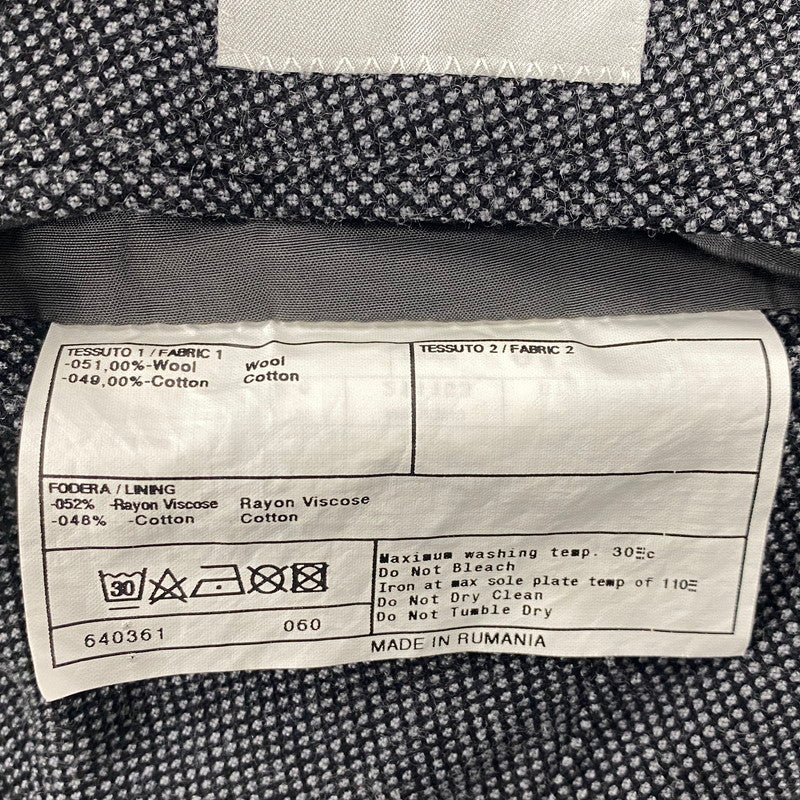 TESSUTO 1 / FABRIC 1
-051,00%-Wool Wool
-049,00%-Cotton Cotton
TESSUTO 2 / FABRIC 2
FODERA / LINING
-052% -Rayon Viscose Rayon Viscose
-048% -Cotton Cotton
30
640361 060
Maximum washing temp. 30 c
Do Not Bleach
Iron at max sole plate temp of 110
Do Not Dry Clean
Do Not Tumble Dry
MADE IN RUMANIA